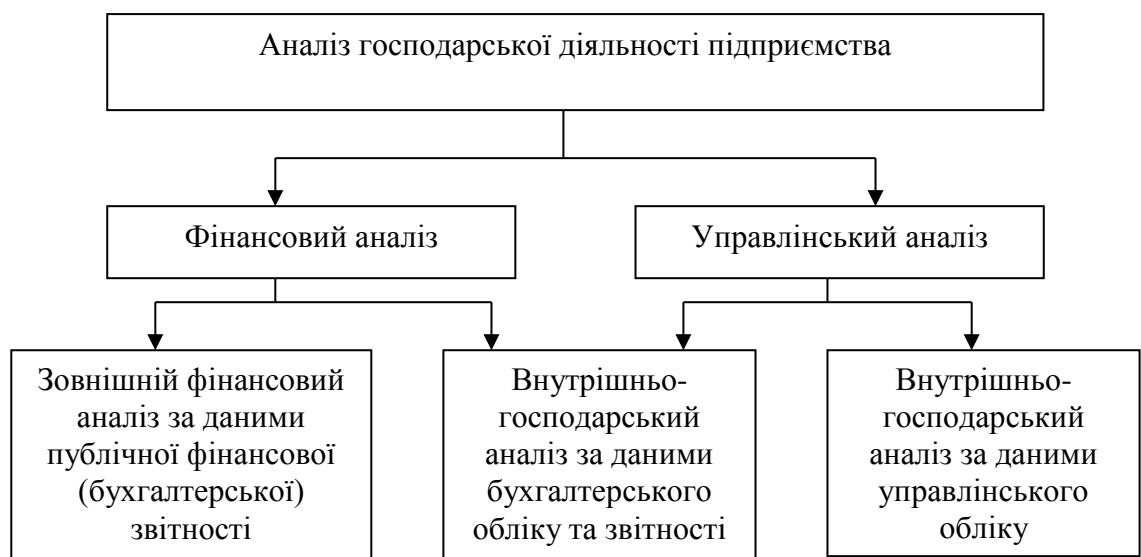 Аналіз господарської діяльності підприємства
Фінансовий аналіз
Управлінський аналіз
Зовнішній фінансовий
аналіз за даними
публічної фінансової
(бухгалтерської)
звітності
Внутрішньо-
господарський
аналіз за даними
бухгалтерського
обліку та звітності
Внутрішньо-
господарський
аналіз за даними
управлінського
обліку